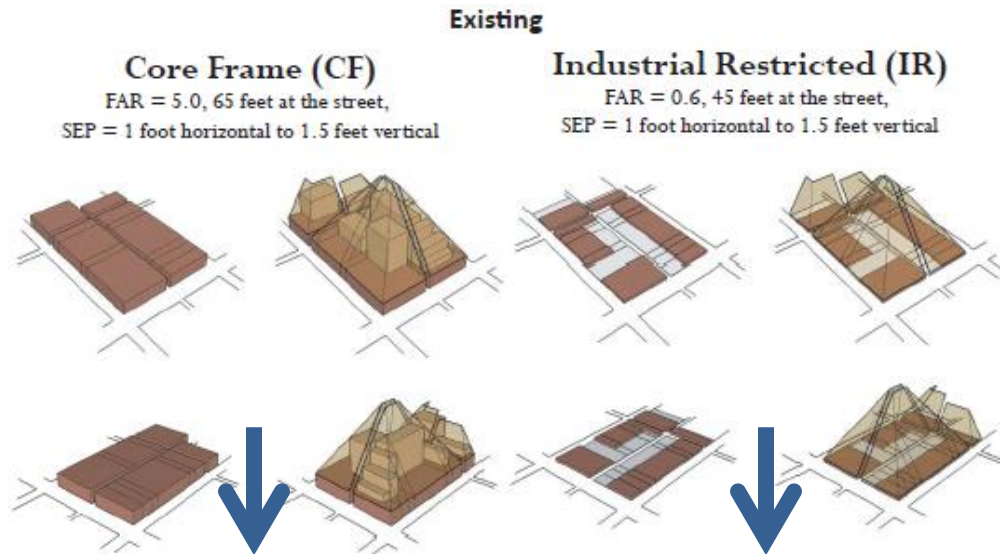 Existing
Core Frame (CF)
FAR = 5.0, 65 feet at the street,
SEP = 1 foot horizontal to 1.5 feet vertical
Industrial Restricted (IR)
FAR = 0.6, 45 feet at the street,
SEP = 1 foot horizontal to 1.5 feet vertical